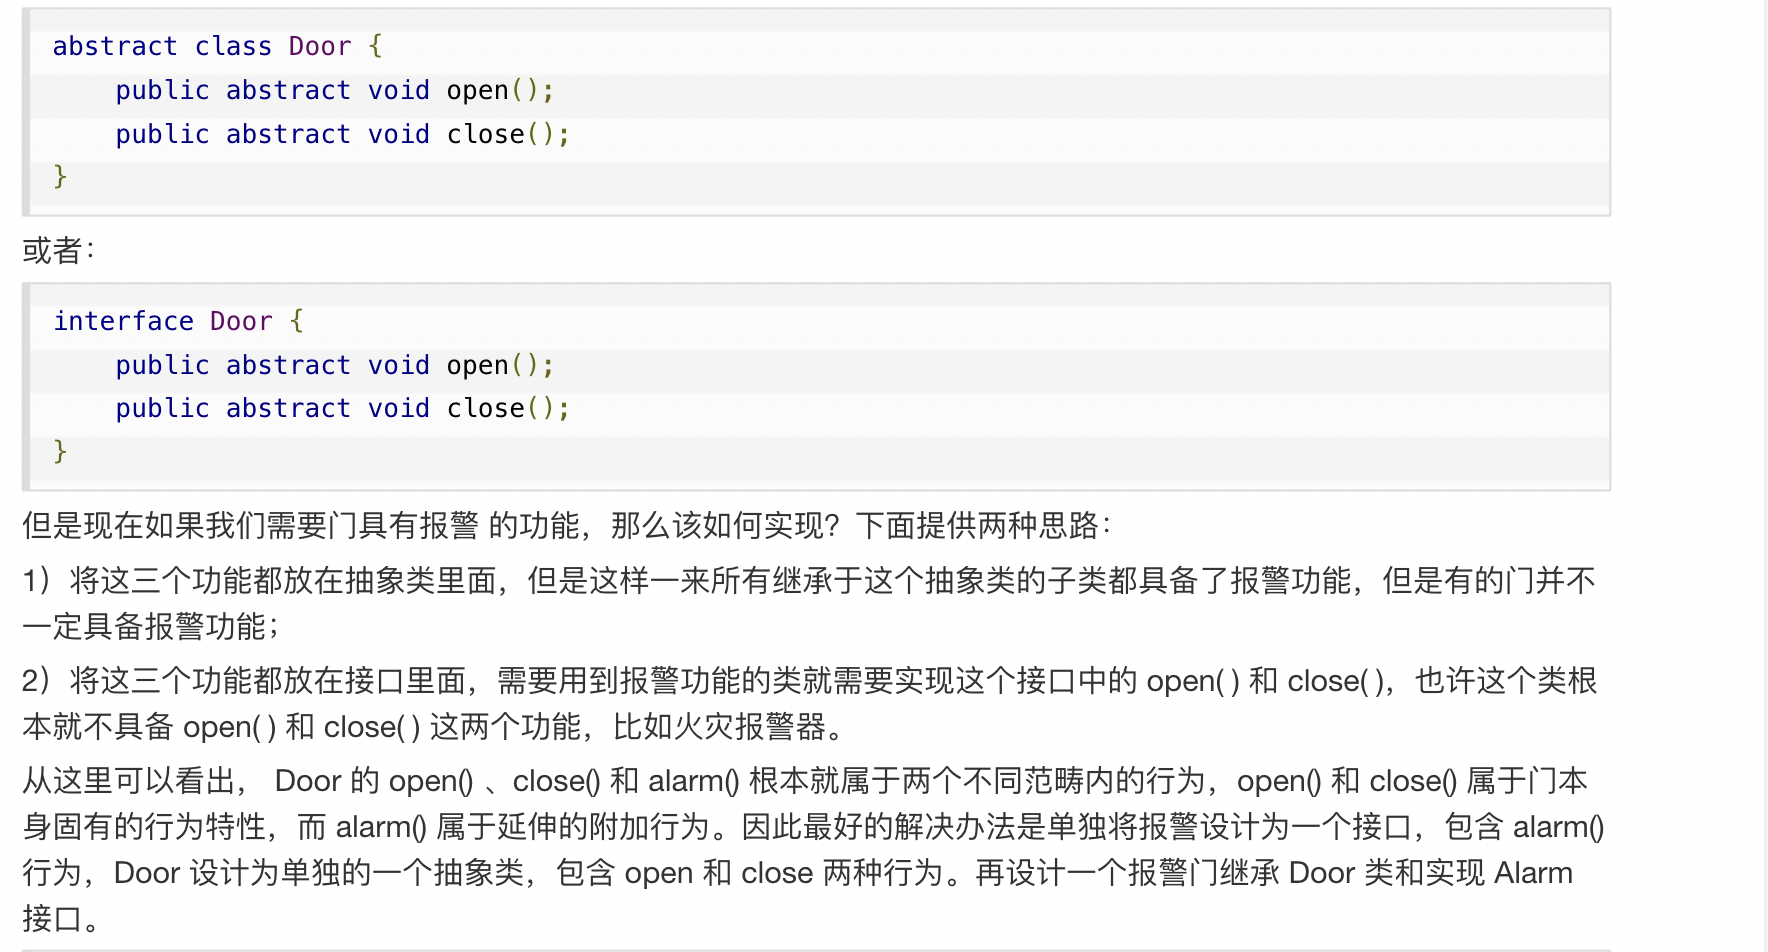 abstract class Door {
    public abstract void open();
    public abstract void close();
}
或者：
interface Door {
    public abstract void open();
    public abstract void close();
}
但是现在如果我们需要门具有报警 的功能，那么该如何实现？下面提供两种思路：
1）将这三个功能都放在抽象类里面，但是这样一来所有继承于这个抽象类的子类都具备了报警功能，但是有的门并不
一定具备报警功能；
2）将这三个功能都放在接口里面，需要用到报警功能的类就需要实现这个接口中的 open( ) 和 close( )，也许这个类根
本就不具备 open( ) 和 close( ) 这两个功能，比如火灾报警器。
从这里可以看出， Door 的 open() 、close() 和 alarm() 根本就属于两个不同范畴内的行为，open() 和 close() 属于门本
身固有的行为特性，而 alarm() 属于延伸的附加行为。因此最好的解决办法是单独将报警设计为一个接口，包含 alarm()
行为，Door 设计为单独的一个抽象类，包含 open 和 close 两种行为。再设计一个报警门继承 Door 类和实现 Alarm
接口。